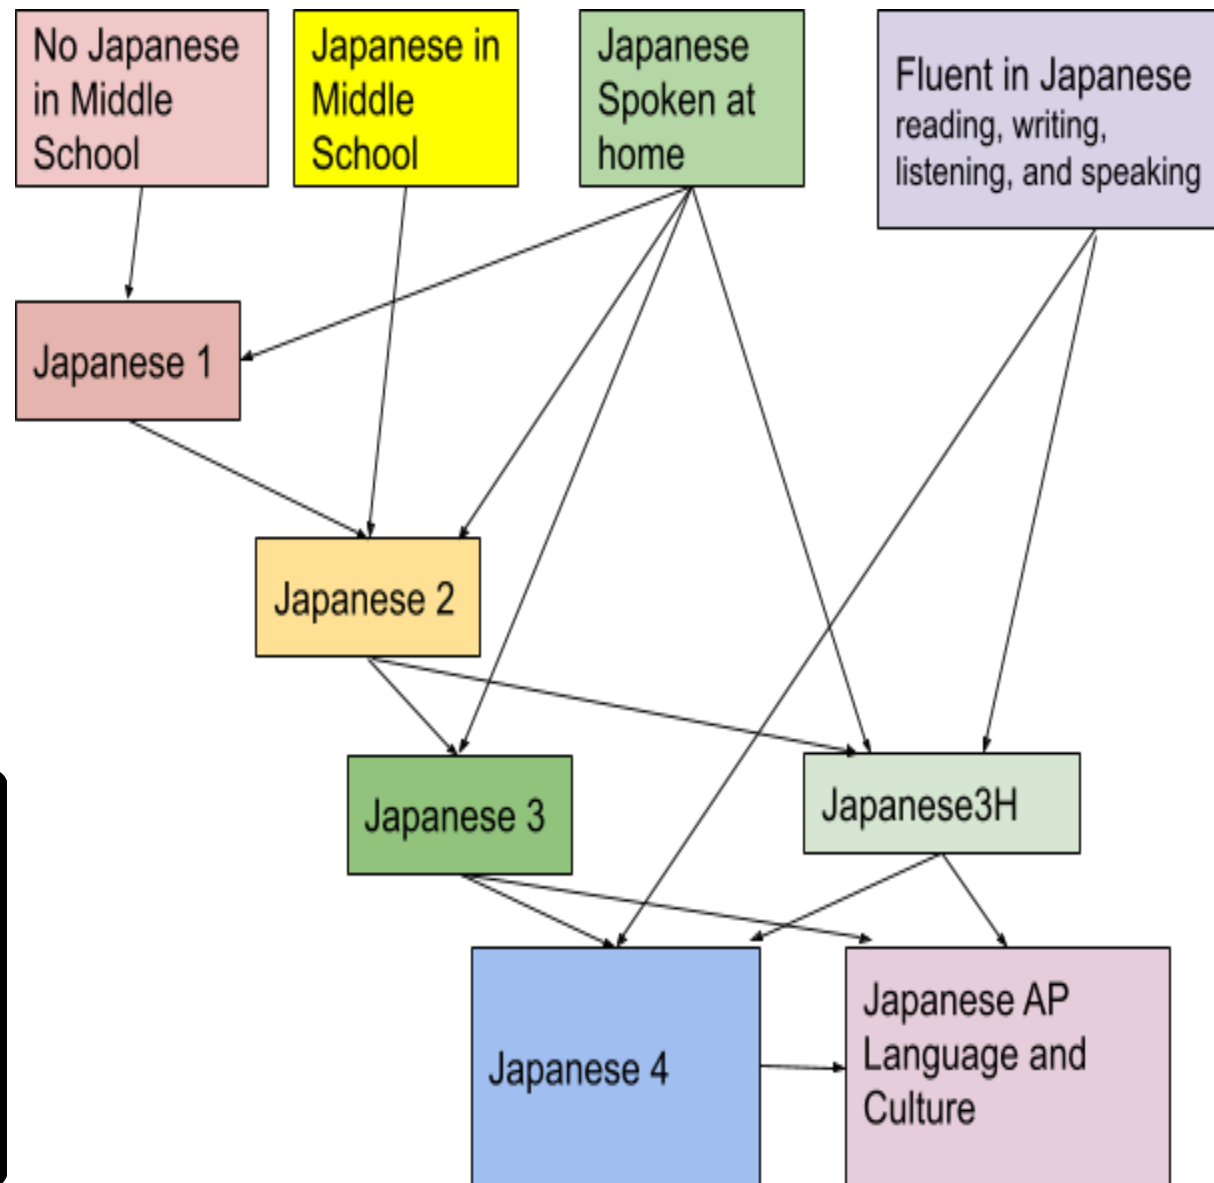 No Japanese
in Middle
School
Japanese in
Middle
School
Japanese
Spoken at
home
Fluent in Japanese
reading, writing,
listening, and speaking
Japanese 1
Japanese 2
Japanese 3
Japanese3H
Japanese 4
Japanese AP
Language and
Culture